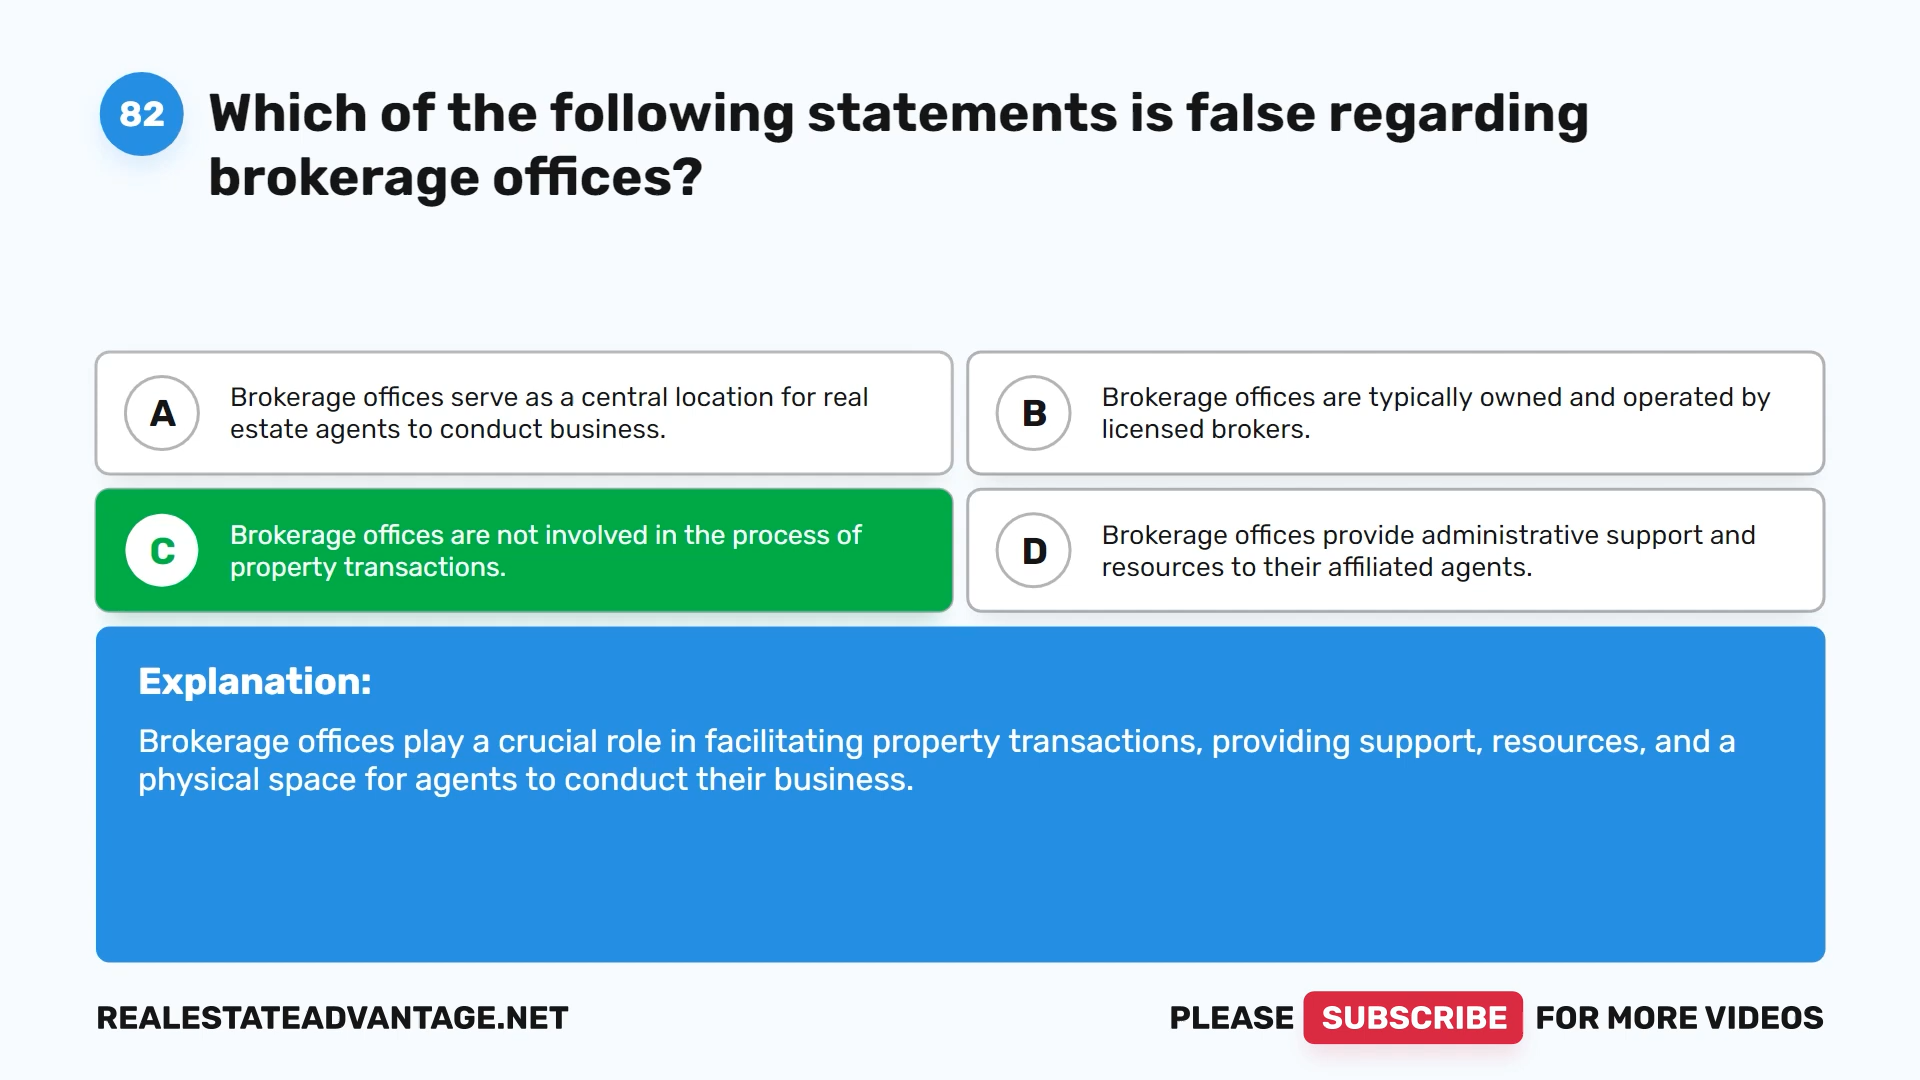 82
Which of the following statements is false regarding
brokerage offices?
A
Brokerage offices serve as a central location for real
estate agents to conduct business.
B
Brokerage offices are typically owned and operated by
licensed brokers.
C
Brokerage offices are not involved in the process of
property transactions.
D
Brokerage offices provide administrative support and
resources to their affiliated agents.
Explanation:
Brokerage offices play a crucial role in facilitating property transactions, providing support, resources, and a
physical space for agents to conduct their business.
REALESTATEADVANTAGE.NET
PLEASE SUBSCRIBE FOR MORE VIDEOS